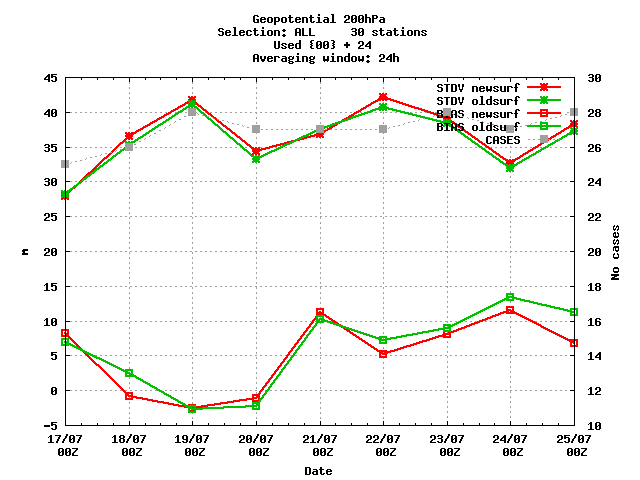 Geopotential 200hPa
Selection: ALL 30 stations
Used {00} + 24
Averaging window: 24h
45 30
STDV newsurf
STDV oldsurf
40 28
BIAS newsurf
BIAS oldsurf
CASES
35 26
30 24
25 22
20 20
m
No cases
15 18
10 16
5 14
0 12
-5 10
17/07 18/07 19/07 20/07 21/07 22/07 23/07 24/07 25/07
00Z 00Z 00Z 00Z 00Z 00Z 00Z 00Z 00Z
Date